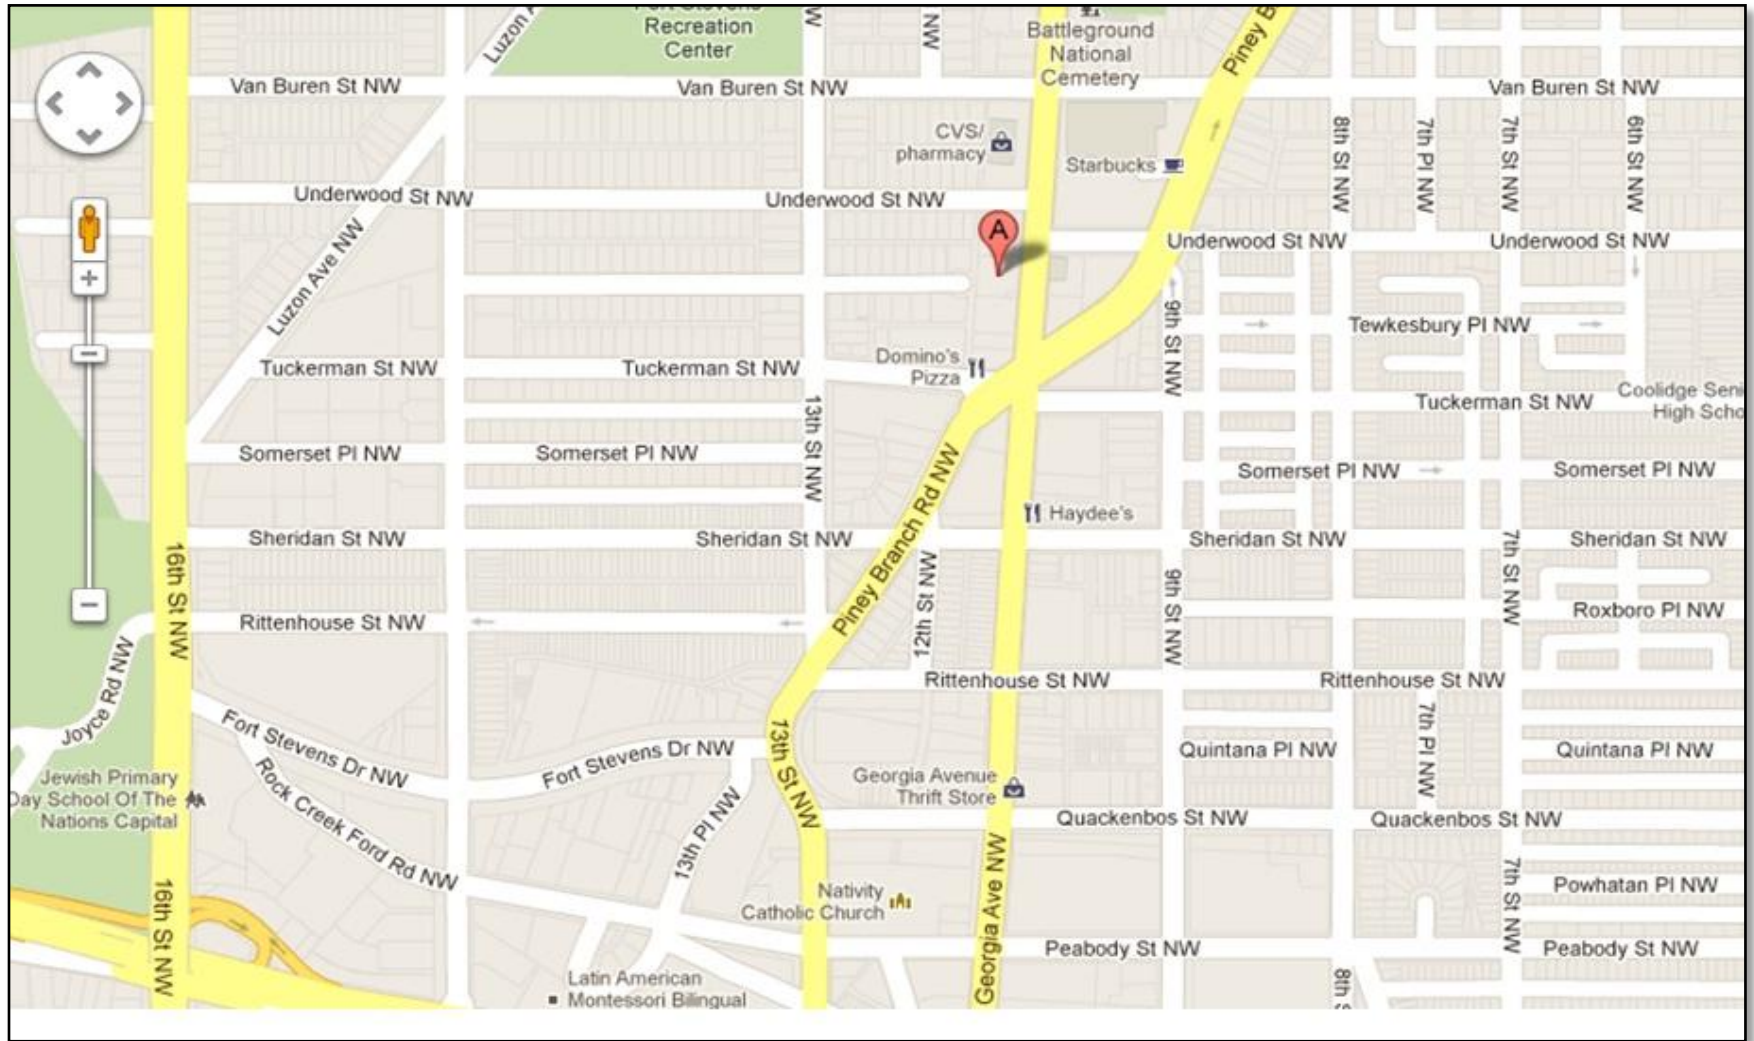 Fort Stevens
Recreation
Center
Luzon A
W
NW
Battleground
National
Cemetery
Piney B
Van Buren St NW
Van Buren St NW
Van Buren St NW
CVS/
pharmacy
Starbucks
8th St NW
7th Pl NW
7th St NW
6th St NW
Underwood St NW
Underwood St NW
A
Underwood St NW
Underwood St NW
Luzon Ave NW
9th St NW
Tewkesbury Pl NW
Domino's
Pizza
Tuckerman St NW
Tuckerman St NW
Tuckerman St NW
Coolidge Seni
High Scho
13th St NW
Somerset Pl NW
Somerset Pl NW
Somerset Pl NW
Somerset Pl NW
Piney Branch Rd NW
Haydee's
Sheridan St NW
Sheridan St NW
Sheridan St NW
Sheridan St NW
16th St NW
12th St NW
9th St NW
7th St NW
Roxboro Pl NW
Rittenhouse St NW
Rittenhouse St NW
Rittenhouse St NW
Joyce Rd NW
Fort Stevens Dr NW
Fort Stevens Dr NW
13th St NW
7th Pl NW
Quintana Pl NW
Quintana Pl NW
Jewish Primary
Day School Of The
Nations Capital
Rock Creek Ford Rd NW
13th Pl NW
Georgia Avenue
Thrift Store
Quackenbos St NW
Quackenbos St NW
16th St NW
Nativity
Catholic Church
Georgia Ave NW
7th St NW
Powhatan Pl NW
Peabody St NW
Peabody St NW
Latin American
Montessori Bilingual
8th S